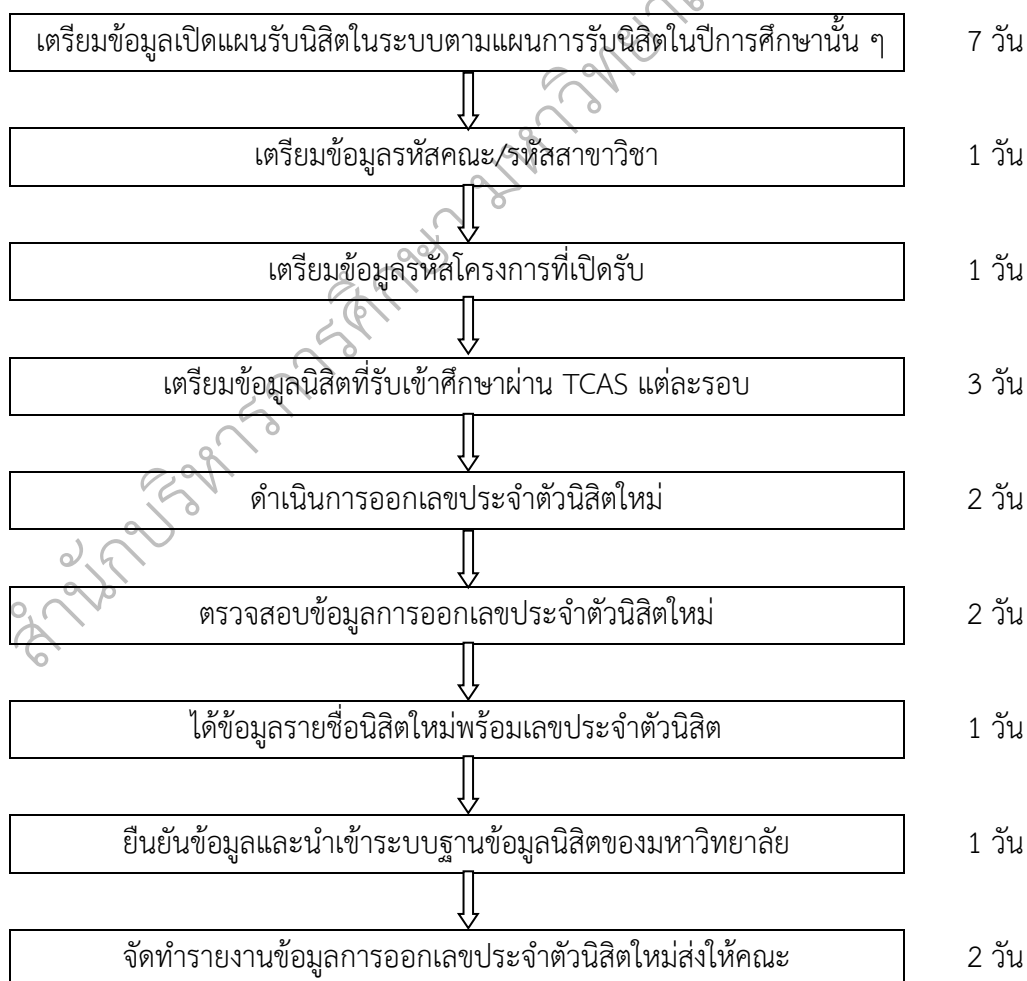 เตรียมข้อมูลเปิดแผนรับนิสิตในระบบตามแผนการรับนิสิตในปีการศึกษานั้น ๆ 7 วัน
เตรียมข้อมูลรหัสคณะ/รหัสสาขาวิชา 1 วัน
เตรียมข้อมูลรหัสโครงการที่เปิดรับ 1 วัน
เตรียมข้อมูลนิสิตที่รับเข้าศึกษาผ่าน TCAS แต่ละรอบ 3 วัน
ดำเนินการออกเลขประจำตัวนิสิตใหม่ 2 วัน
ตรวจสอบข้อมูลการออกเลขประจำตัวนิสิตใหม่ 2 วัน
ได้ข้อมูลรายชื่อนิสิตใหม่พร้อมเลขประจำตัวนิสิต 1 วัน
ยืนยันข้อมูลและนำเข้าระบบฐานข้อมูลนิสิตของมหาวิทยาลัย 1 วัน
จัดทำรายงานข้อมูลการออกเลขประจำตัวนิสิตใหม่ส่งให้คณะ 2 วัน
สำนักบริหารการศึกษา